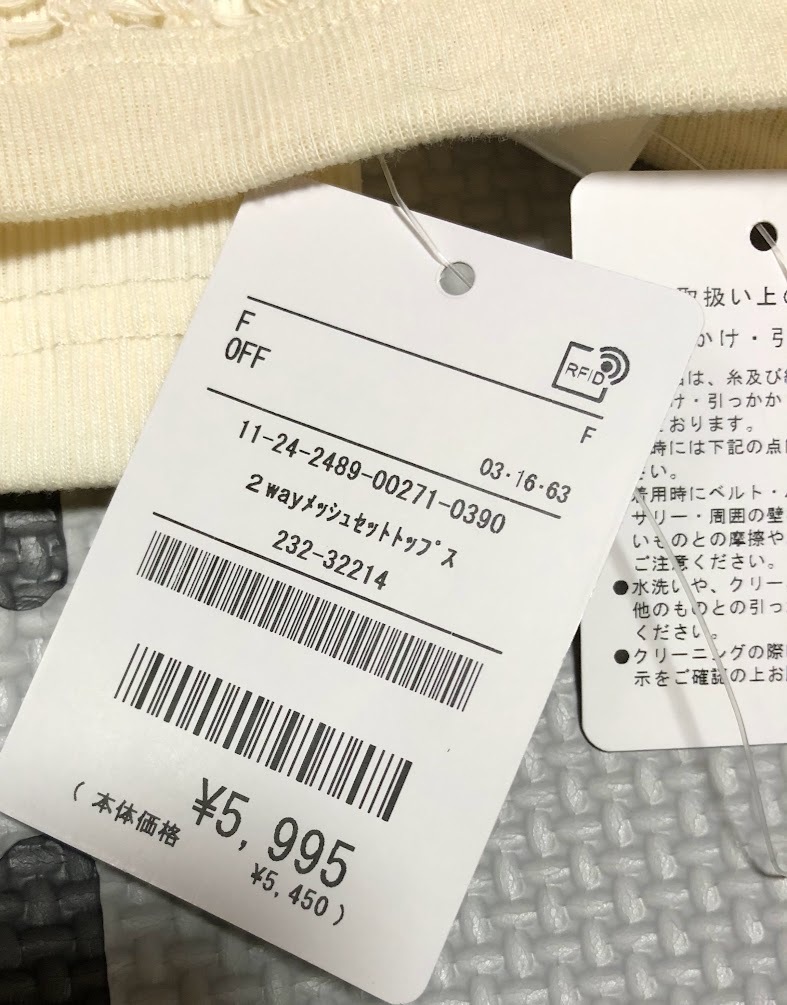 F
OFF
RFID
F
03・16・63
11-24-2489-00271-0390
2wayメッシュセットトップス
232-32214
¥5,995
( 本体価格 ¥5,450 )
取扱い上の
かけ・引
は、糸及び
け・引っかか
おります。
時には下記の点
さい。
着用時にベルト・
サリー・周囲の壁
いものとの摩擦や
ご注意ください。
●水洗いや、クリー
他のものとの引っ
ください。
●クリーニングの際
示をご確認の上お